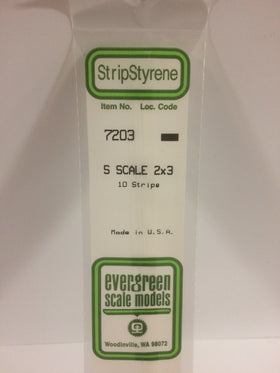 StripStyrene
Item No. Loc. Code
7203
S SCALE 2x3
10 Strips
Made in U.S.A.
evergreen
scale models
Woodinville, WA 98072